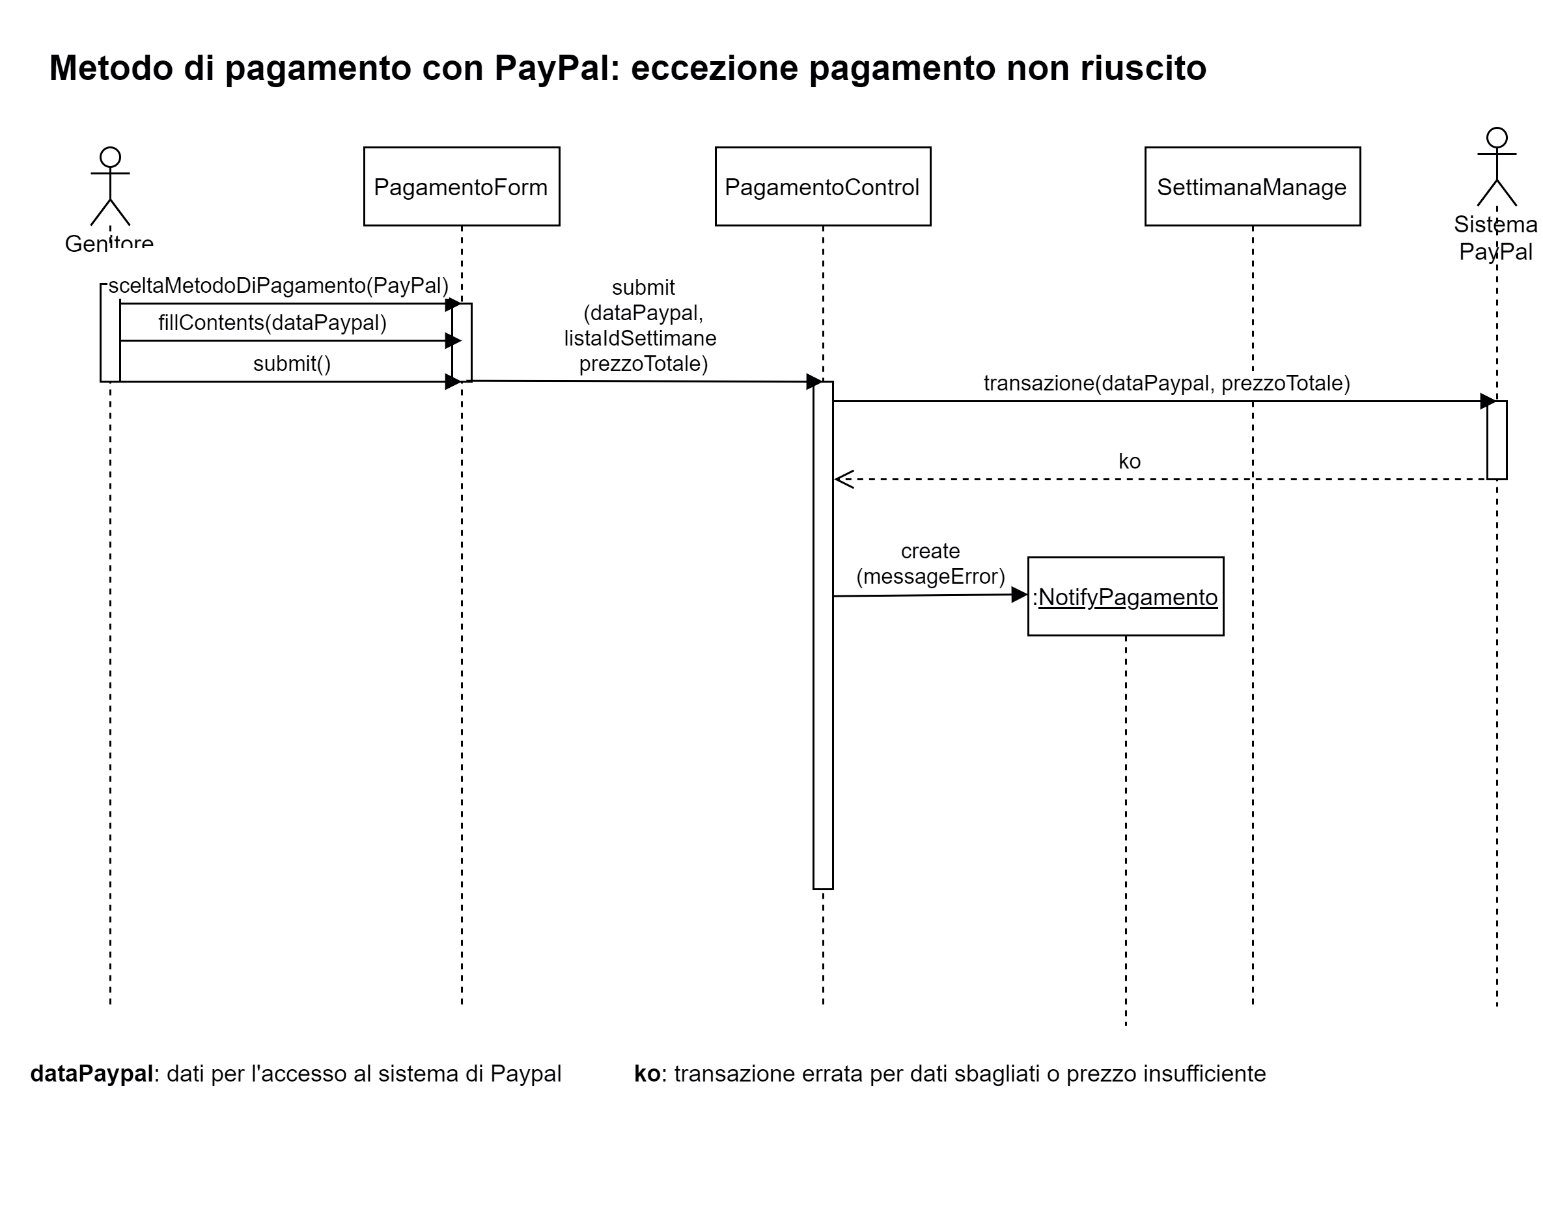 Metodo di pagamento con PayPal: eccezione pagamento non riuscito
Genitore
PagamentoForm
PagamentoControl
SettimanaManage
Sistema
PayPal
sceltaMetodoDiPagamento(PayPal)
fillContents(dataPaypal)
submit()
submit
(dataPaypal,
listaIdSettimane
prezzoTotale)
transazione(dataPaypal, prezzoTotale)
ko
create
(messageError)
:NotifyPagamento
dataPaypal: dati per l'accesso al sistema di Paypal
ko: transazione errata per dati sbagliati o prezzo insufficiente